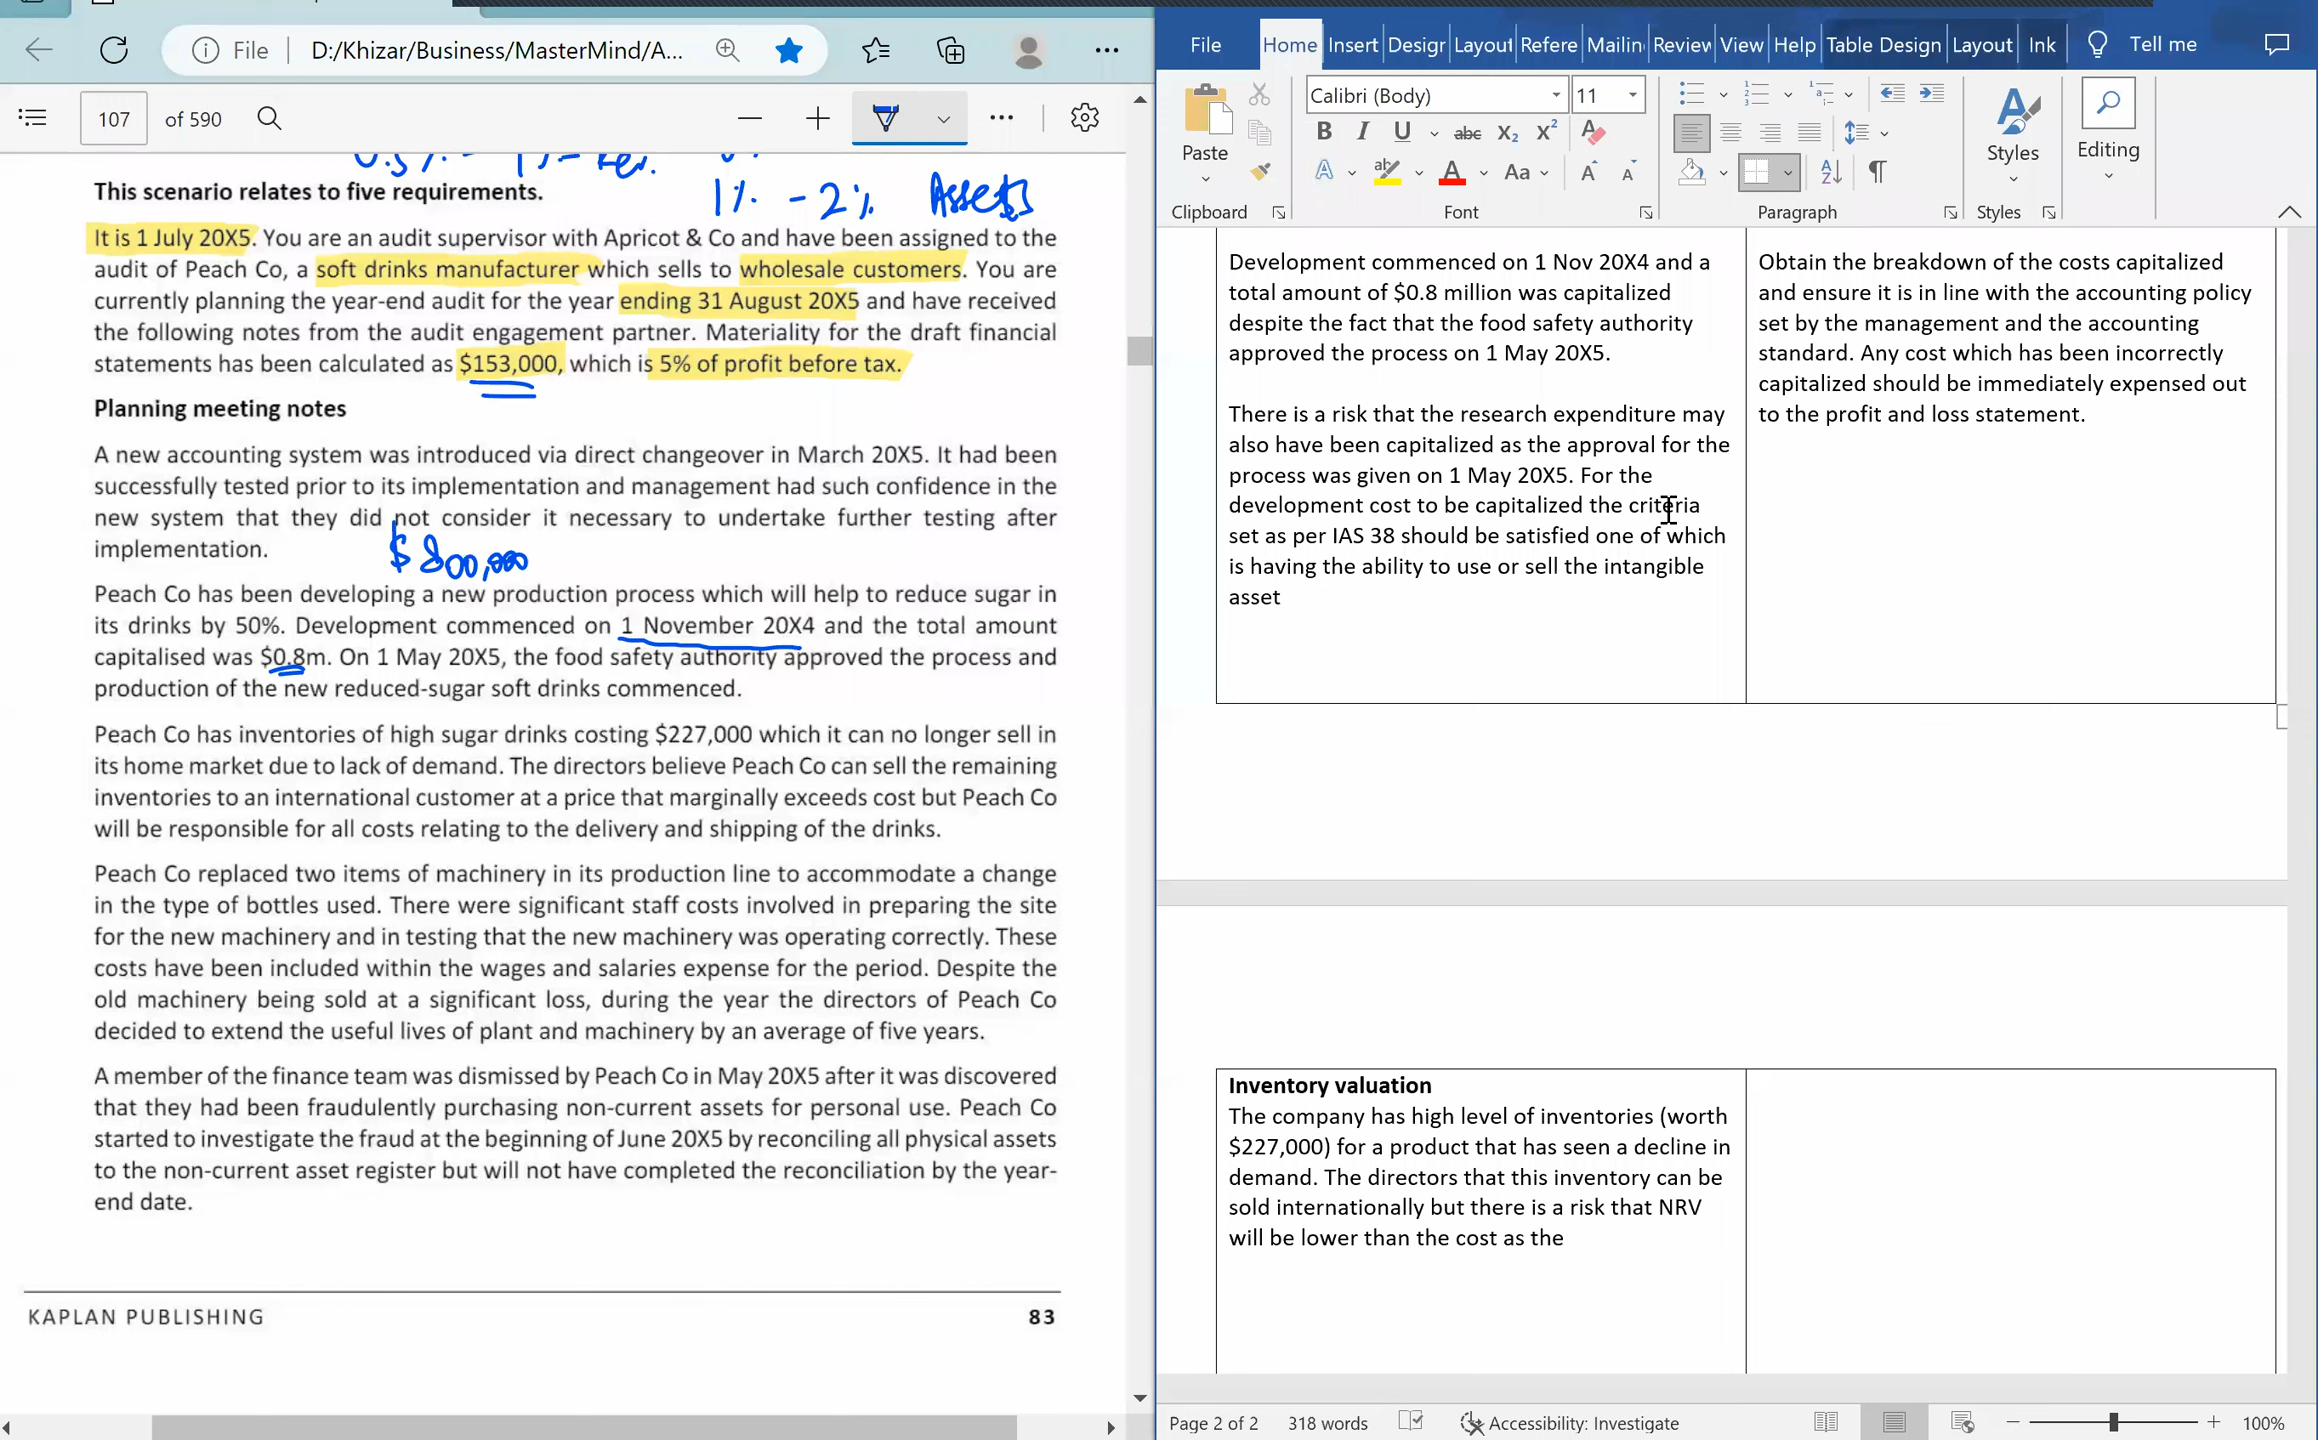 File
D:/Khizar/Business/MasterMind/A...
107 of 590
1% - 2% Assets
This scenario relates to five requirements.
It is 1 July 20X5. You are an audit supervisor with Apricot & Co and have been assigned to the
audit of Peach Co, a soft drinks manufacturer which sells to wholesale customers. You are
currently planning the year-end audit for the year ending 31 August 20X5 and have received
the following notes from the audit engagement partner. Materiality for the draft financial
statements has been calculated as $153,000, which is 5% of profit before tax.
Planning meeting notes
A new accounting system was introduced via direct changeover in March 20X5. It had been
successfully tested prior to its implementation and management had such confidence in the
new system that they did not consider it necessary to undertake further testing after
implementation.
$800,000
Peach Co has been developing a new production process which will help to reduce sugar in
its drinks by 50%. Development commenced on 1 November 20X4 and the total amount
capitalised was $0.8m. On 1 May 20X5, the food safety authority approved the process and
production of the new reduced-sugar soft drinks commenced.
Peach Co has inventories of high sugar drinks costing $227,000 which it can no longer sell in
its home market due to lack of demand. The directors believe Peach Co can sell the remaining
inventories to an international customer at a price that marginally exceeds cost but Peach Co
will be responsible for all costs relating to the delivery and shipping of the drinks.
Peach Co replaced two items of machinery in its production line to accommodate a change
in the type of bottles used. There were significant staff costs involved in preparing the site
for the new machinery and in testing that the new machinery was operating correctly. These
costs have been included within the wages and salaries expense for the period. Despite the
old machinery being sold at a significant loss, during the year the directors of Peach Co
decided to extend the useful lives of plant and machinery by an average of five years.
A member of the finance team was dismissed by Peach Co in May 20X5 after it was discovered
that they had been fraudulently purchasing non-current assets for personal use. Peach Co
started to investigate the fraud at the beginning of June 20X5 by reconciling all physical assets
to the non-current asset register but will not have completed the reconciliation by the year-
end date.
KAPLAN PUBLISHING 83
File Home Insert Desigr Layout Refere Mailin Review View Help Table Design Layout Ink Tell me
Calibri (Body) 11
B I U abc X2 X2
Paste
A ab A Aa A A
Styles
Editing
Clipboard Font Paragraph Styles
Development commenced on 1 Nov 20X4 and a
total amount of $0.8 million was capitalized
despite the fact that the food safety authority
approved the process on 1 May 20X5.
There is a risk that the research expenditure may
also have been capitalized as the approval for the
process was given on 1 May 20X5. For the
development cost to be capitalized the criteria
set as per IAS 38 should be satisfied one of which
is having the ability to use or sell the intangible
asset
Obtain the breakdown of the costs capitalized
and ensure it is in line with the accounting policy
set by the management and the accounting
standard. Any cost which has been incorrectly
capitalized should be immediately expensed out
to the profit and loss statement.
Inventory valuation
The company has high level of inventories (worth
$227,000) for a product that has seen a decline in
demand. The directors that this inventory can be
sold internationally but there is a risk that NRV
will be lower than the cost as the
Page 2 of 2 318 words Accessibility: Investigate 100%